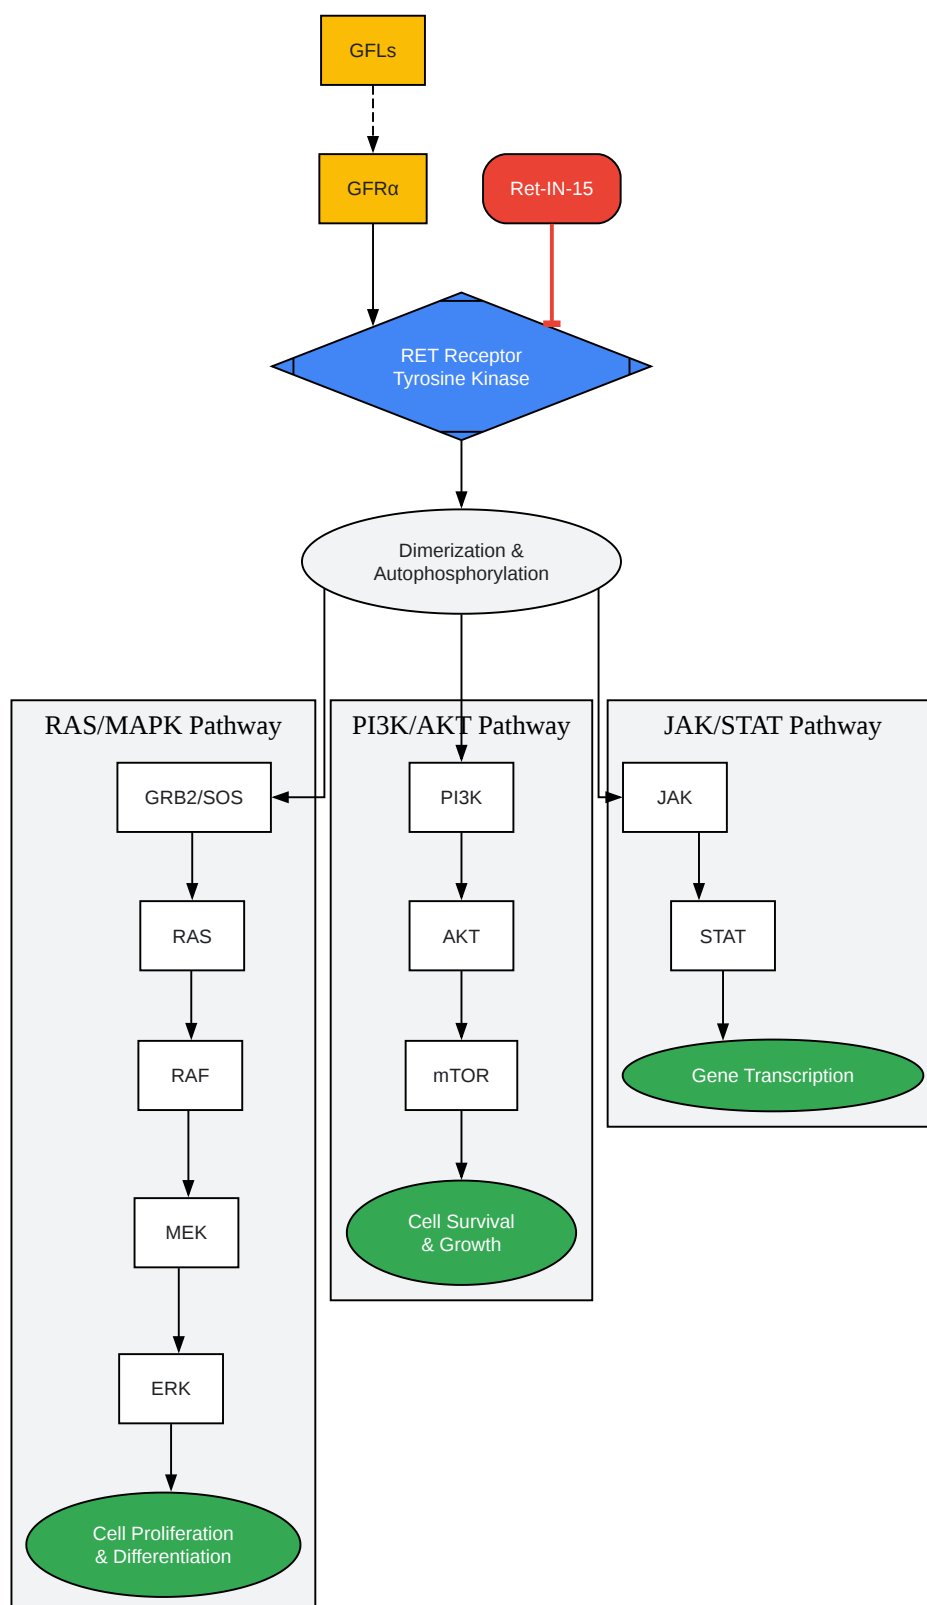 GFLs
GFRα
Ret-IN-15
RET Receptor
Tyrosine Kinase
Dimerization &
Autophosphorylation
RAS/MAPK Pathway
GRB2/SOS
RAS
RAF
MEK
ERK
Cell Proliferation
& Differentiation
PI3K/AKT Pathway
PI3K
AKT
mTOR
Cell Survival
& Growth
JAK/STAT Pathway
JAK
STAT
Gene Transcription